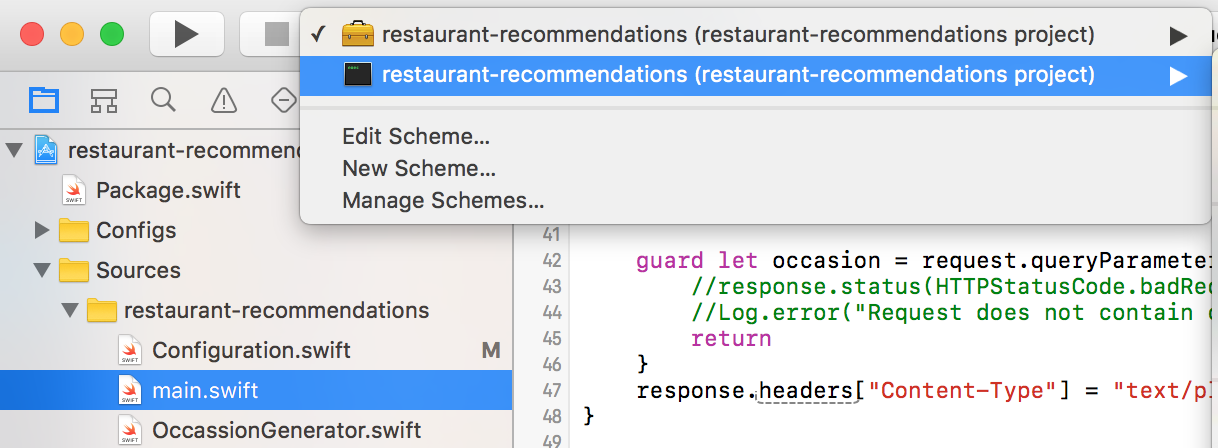 ✓ restaurant-recommendations (restaurant-recommendations project)
restaurant-recommendations (restaurant-recommendations project)
Edit Scheme...
New Scheme...
Manage Schemes...
restaurant-recommen
Package.swift
Configs
Sources
restaurant-recommendations
Configuration.swift M
main.swift
OccassionGenerator.swift
41
42 guard let occasion = request.queryParameter
43 //response.status(HTTPStatusCode.badRec
44 //Log.error("Request does not contain
45 return
46 }
47 response.headers["Content-Type"] = "text/pl
48 }
49